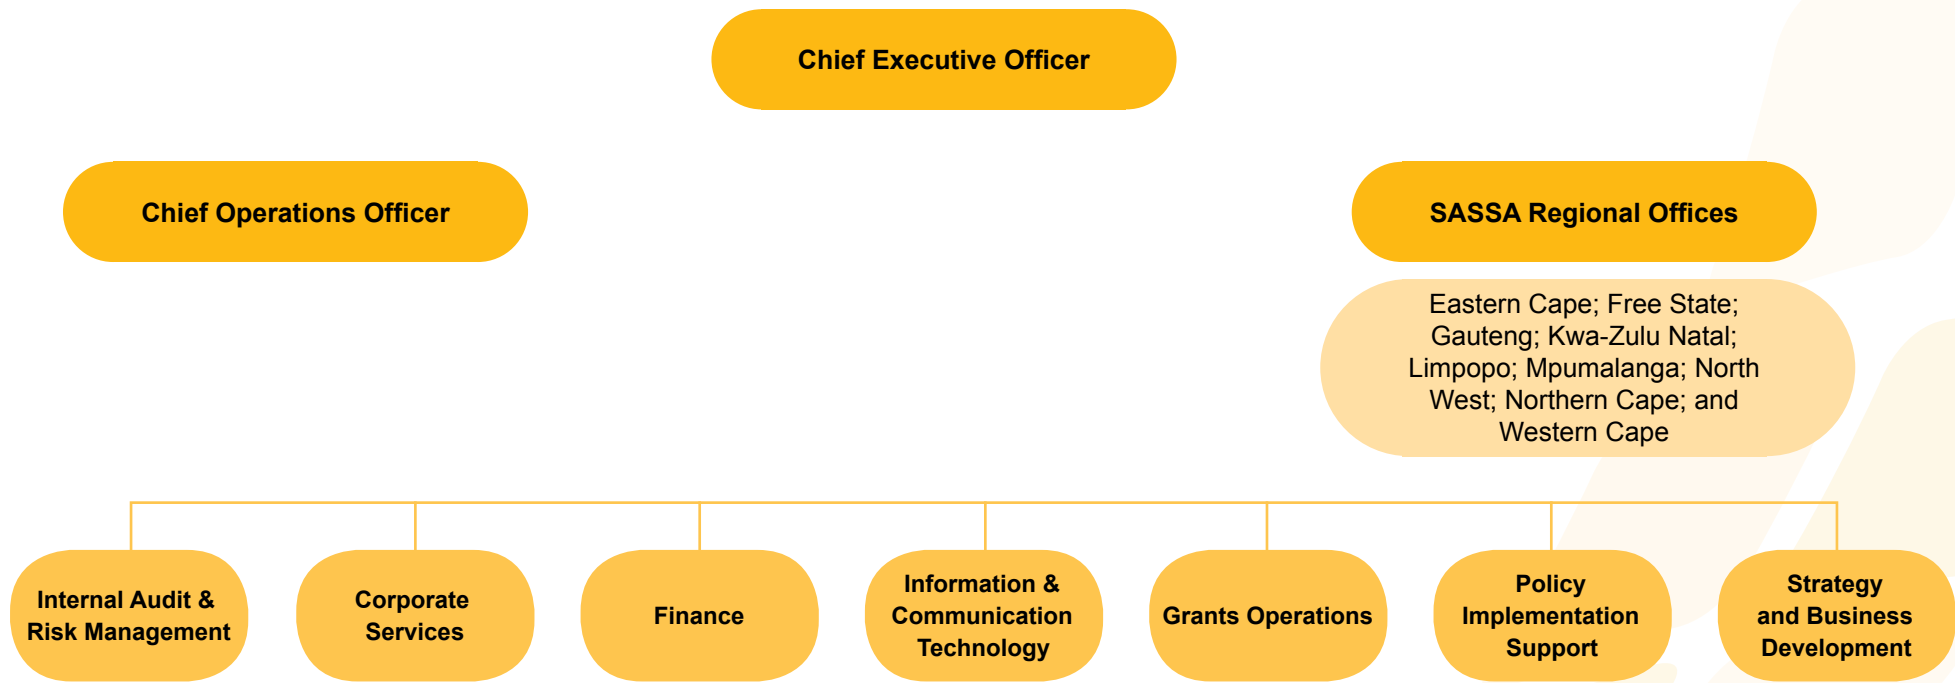 Chief Executive Officer
Chief Operations Officer
SASSA Regional Offices
Eastern Cape; Free State;
Gauteng; Kwa-Zulu Natal;
Limpopo; Mpumalanga; North
West; Northern Cape; and
Western Cape
Internal Audit &
Risk Management
Corporate
Services
Finance
Information &
Communication
Technology
Grants Operations
Policy
Implementation
Support
Strategy
and Business
Development